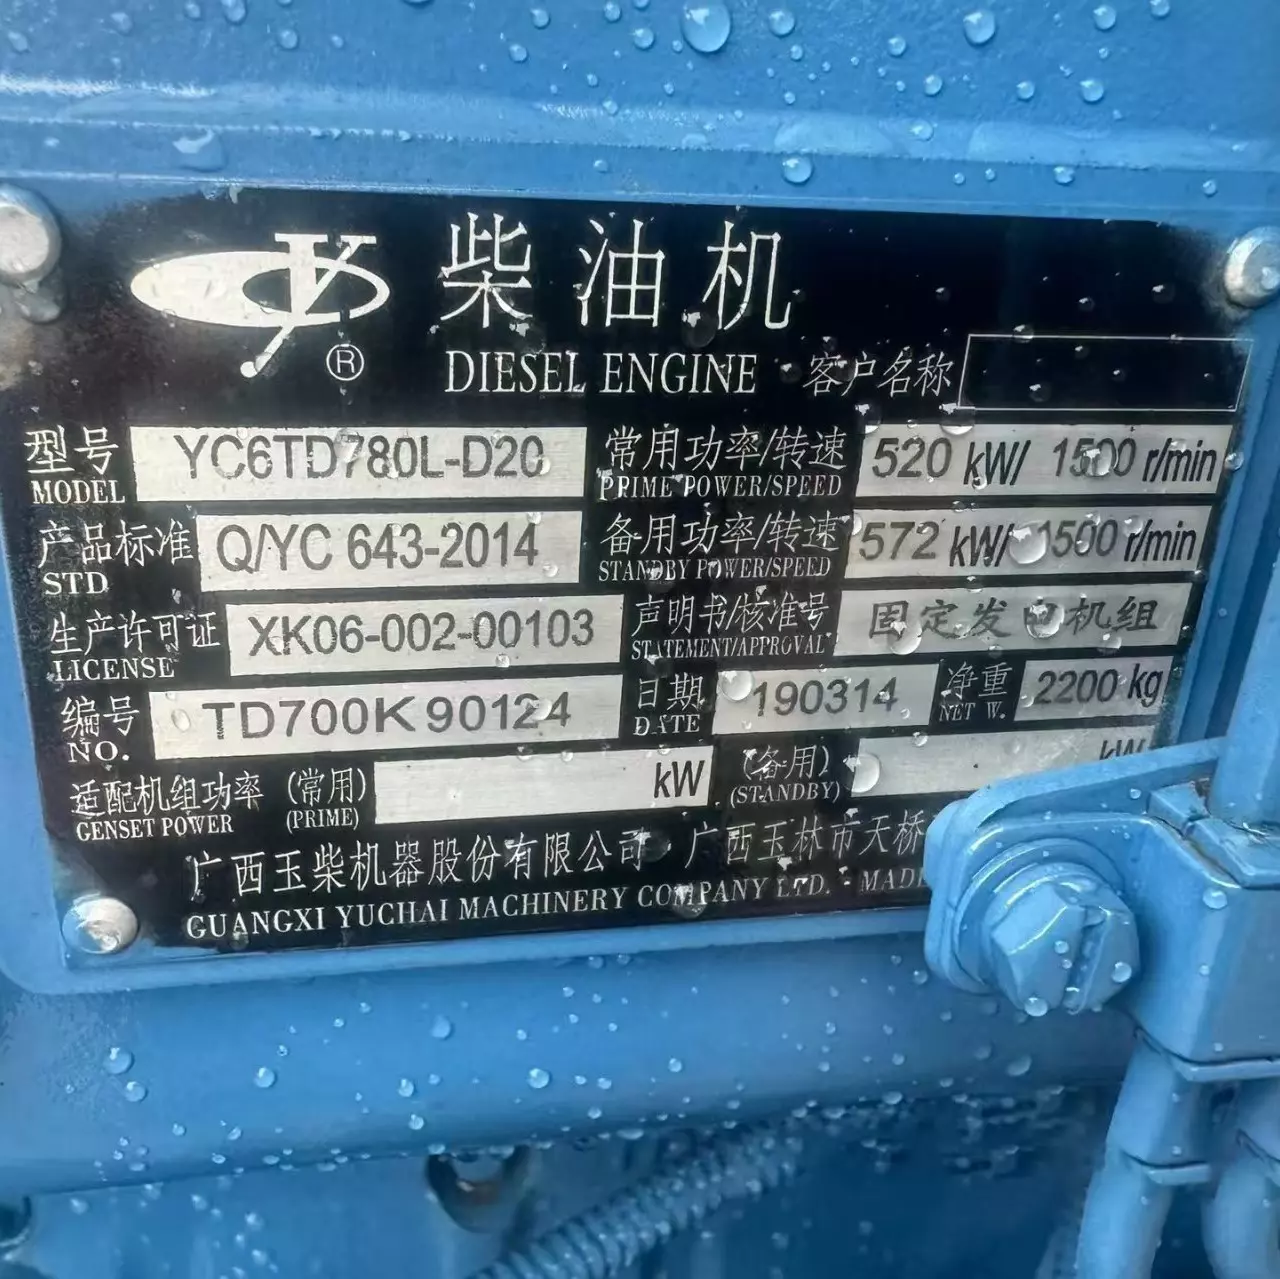 柴油机
DIESEL ENGINE
客户名称
型号 YC6TD780L-D20 常用功率/转速 520 kW/ 1500 r/min
MODEL PRIME POWER/SPEED
产品标准 Q/YC 643-2014 备用功率/转速 572 kW/ 1500 r/min
STD STANDBY POWER/SPEED
生产许可证 XK06-002-00103 声明书/核准号 固定发电机组
LICENSE STATEMENT/APPROVAL
编号 TD700K90124 日期 190314 净重 2200 kg
NO. DATE NET W.
适配机组功率 (常用) kW (备用) kW
GENSET POWER (PRIME) (STANDBY)
广西玉柴机器股份有限公司 广西玉林市天桥
GUANGXI YUCHAI MACHINERY COMPANY LTD. - MADE